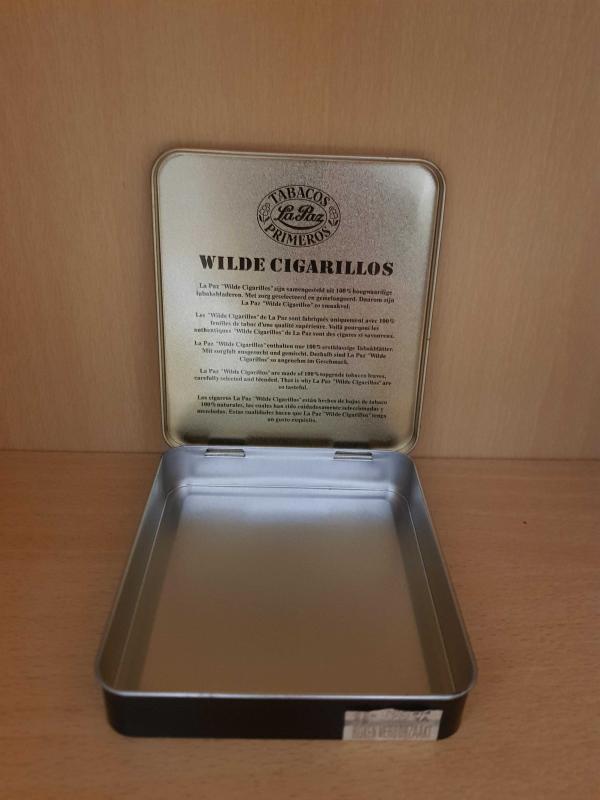 TABACOS
La Paz
PRIMEROS
WILDE CIGARILLOS
La Paz "Wilde Cigarillos" zijn samengesteld uit 100% hoogwaardige
tabaksbladeren. Met zorg geselecteerd en gemelangeerd. Daarom zijn
La Paz "Wilde Cigarillos" zo smaakvol.
Les "Wilde Cigarillos" de La Paz sont fabriqués uniquement avec 100%
feuilles de tabac d'une qualité supérieure. Voilà pourquoi les
authentiques "Wilde Cigarillos" de La Paz sont des cigares si savoureux.
La Paz "Wilde Cigarillos" enthalten nur 100% erstklassige Tabakblätter.
Mit sorgfalt ausgesucht und gemischt. Deshalb sind La Paz "Wilde
Cigarillos" so angenehm im Geschmack.
La Paz "Wilde Cigarillos" are made of 100% topgrade tobacco leaves,
carefully selected and blended. That is why La Paz "Wilde Cigarillos" are
so tasteful.
Los cigarros La Paz "Wilde Cigarillos" están hechos de hojas de tabaco
100% naturales, las cuales han sido cuidadosamente seleccionadas y
mezcladas. Estas cualidades hacen que La Paz "Wilde Cigarillos" tenga
un gusto exquisito.